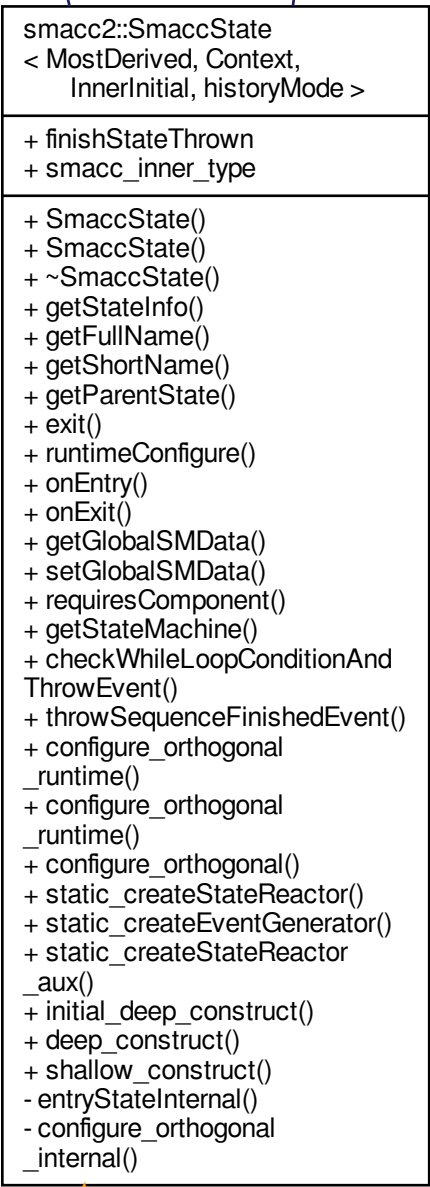 smacc2::SmaccState
< MostDerived, Context,
InnerInitial, historyMode >
+ finishStateThrown
+ smacc_inner_type
+ SmaccState()
+ SmaccState()
+ ~SmaccState()
+ getStateInfo()
+ getFullName()
+ getShortName()
+ getParentState()
+ exit()
+ runtimeConfigure()
+ onEntry()
+ onExit()
+ getGlobalSMData()
+ setGlobalSMData()
+ requiresComponent()
+ getStateMachine()
+ checkWhileLoopConditionAnd
ThrowEvent()
+ throwSequenceFinishedEvent()
+ configure_orthogonal
_runtime()
+ configure_orthogonal
_runtime()
+ configure_orthogonal()
+ static_createStateReactor()
+ static_createEventGenerator()
+ static_createStateReactor
_aux()
+ initial_deep_construct()
+ deep_construct()
+ shallow_construct()
- entryStateInternal()
- configure_orthogonal
_internal()